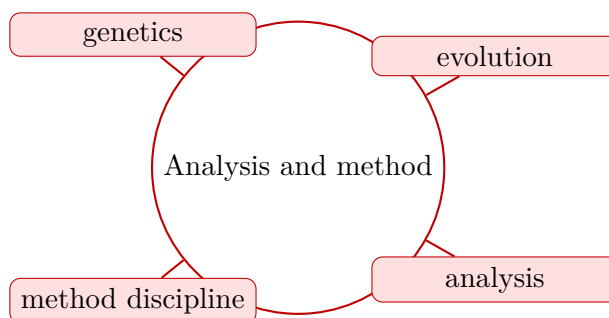 genetics
evolution
Analysis and method
analysis
method discipline